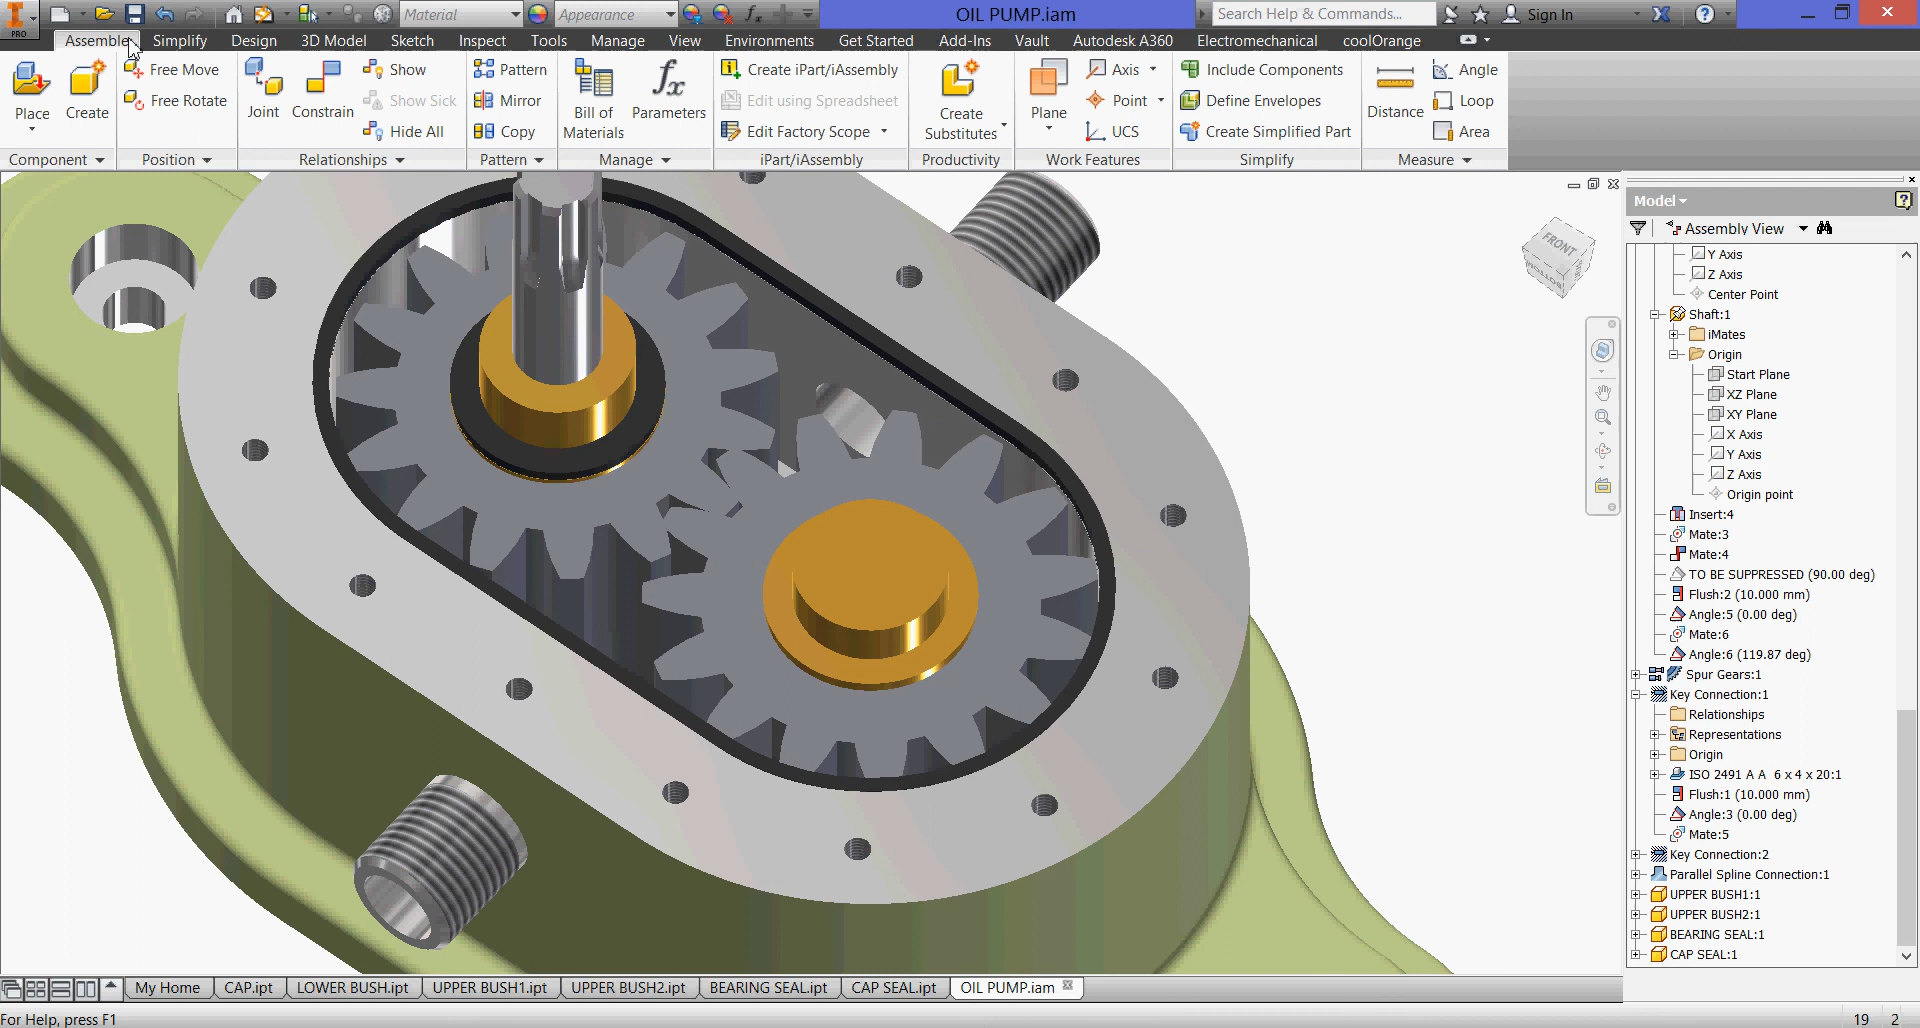 PRO
Material
Appearance
OIL PUMP.iam
Search Help & Commands...
Sign In
Assemble
Simplify
Design
3D Model
Sketch
Inspect
Tools
Manage
View
Environments
Get Started
Add-Ins
Vault
Autodesk A360
Electromechanical
coolOrange
Place
Create
Free Move
Free Rotate
Joint
Constrain
Show
Show Sick
Hide All
Pattern
Mirror
Copy
Bill of
Materials
Parameters
Create iPart/iAssembly
Edit using Spreadsheet
Edit Factory Scope
Create
Substitutes
Plane
Axis
Point
UCS
Include Components
Define Envelopes
Create Simplified Part
Distance
Angle
Loop
Area
Component
Position
Relationships
Pattern
Manage
iPart/iAssembly
Productivity
Work Features
Simplify
Measure
FRONT
BOTTOM
Model
Assembly View
Y Axis
Z Axis
Center Point
Shaft:1
iMates
Origin
Start Plane
XZ Plane
XY Plane
X Axis
Y Axis
Z Axis
Origin point
Insert:4
Mate:3
Mate:4
TO BE SUPPRESSED (90.00 deg)
Flush:2 (10.000 mm)
Angle:5 (0.00 deg)
Mate:6
Angle:6 (119.87 deg)
Spur Gears:1
Key Connection:1
Relationships
Representations
Origin
ISO 2491 A A  6 x 4 x 20:1
Flush:1 (10.000 mm)
Angle:3 (0.00 deg)
Mate:5
Key Connection:2
Parallel Spline Connection:1
UPPER BUSH1:1
UPPER BUSH2:1
BEARING SEAL:1
CAP SEAL:1
My Home
CAP.ipt
LOWER BUSH.ipt
UPPER BUSH1.ipt
UPPER BUSH2.ipt
BEARING SEAL.ipt
CAP SEAL.ipt
OIL PUMP.iam
For Help, press F1
19
2